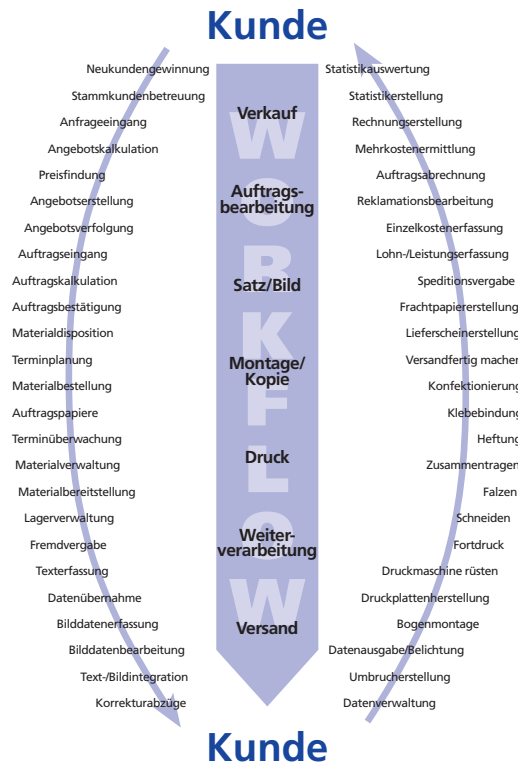 Kunde
Neukundengewinnung
Stammkundenbetreuung
Anfrageeingang
Angebotskalkulation
Preisfindung
Angebotserstellung
Angebotsverfolgung
Auftragseingang
Auftragskalkulation
Auftragsbestätigung
Materialdisposition
Terminplanung
Materialbestellung
Auftragspapiere
Terminüberwachung
Materialverwaltung
Materialbereitstellung
Lagerverwaltung
Fremdvergabe
Texterfassung
Datenübernahme
Bilddatenerfassung
Bilddatenbearbeitung
Text-/Bildintegration
Korrekturabzüge
WORKFLOW
Verkauf
Auftrags-
bearbeitung
Satz/Bild
Montage/
Kopie
Druck
Weiter-
verarbeitung
Versand
Statistikauswertung
Statistikerstellung
Rechnungserstellung
Mehrkostenermittlung
Auftragsabrechnung
Reklamationsbearbeitung
Einzelkostenerfassung
Lohn-/Leistungserfassung
Speditionsvergabe
Frachtpapiererstellung
Lieferscheinerstellung
Versandfertig machen
Konfektionierung
Klebebindung
Heftung
Zusammentragen
Falzen
Schneiden
Fortdruck
Druckmaschine rüsten
Druckplattenherstellung
Bogenmontage
Datenausgabe/Belichtung
Umbrucherstellung
Datenverwaltung
Kunde